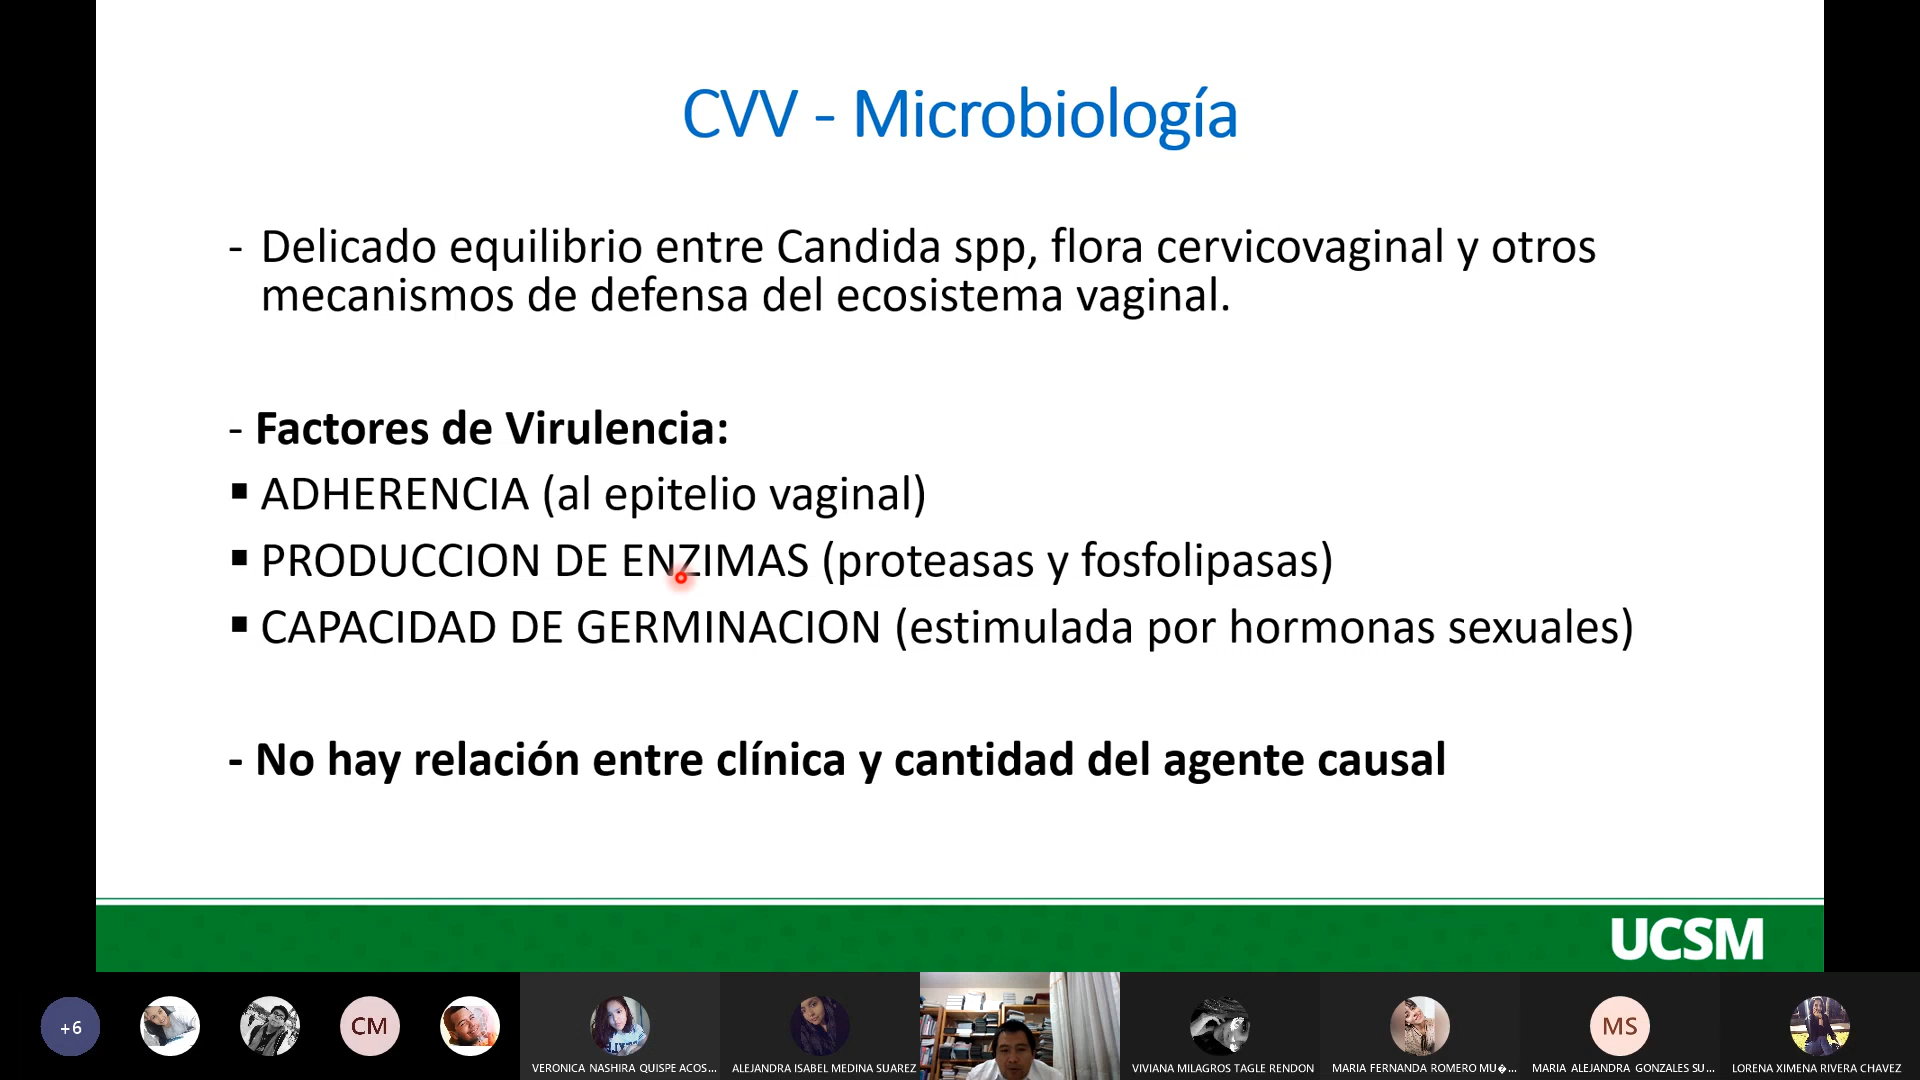 CVV - Microbiología
- Delicado equilibrio entre Candida spp, flora cervicovaginal y otros
mecanismos de defensa del ecosistema vaginal.
- Factores de Virulencia:
▪ ADHERENCIA (al epitelio vaginal)
▪ PRODUCCION DE ENZIMAS (proteasas y fosfolipasas)
▪ CAPACIDAD DE GERMINACION (estimulada por hormonas sexuales)
- No hay relación entre clínica y cantidad del agente causal
UCSM
+6
CM
MS
VERONICA NASHIRA QUISPE ACOS...
ALEJANDRA ISABEL MEDINA SUAREZ
VIVIANA MILAGROS TAGLE RENDON
MARIA FERNANDA ROMERO MU�...
MARIA ALEJANDRA GONZALES SU...
LORENA XIMENA RIVERA CHAVEZ